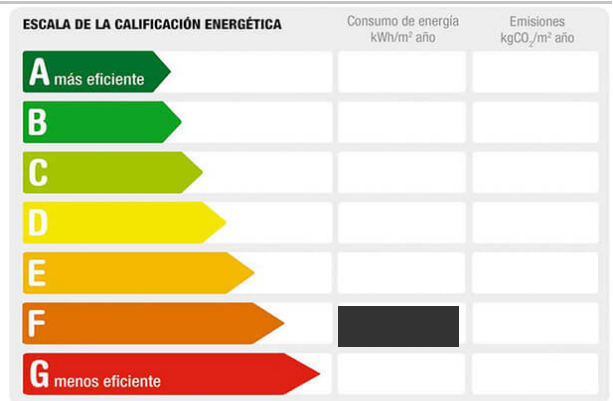 ESCALA DE LA CALIFICACIÓN ENERGÉTICA
Consumo de energía
kWh/m² año
Emisiones
kgCO₂/m² año
A más eficiente
B
C
D
E
F
G menos eficiente